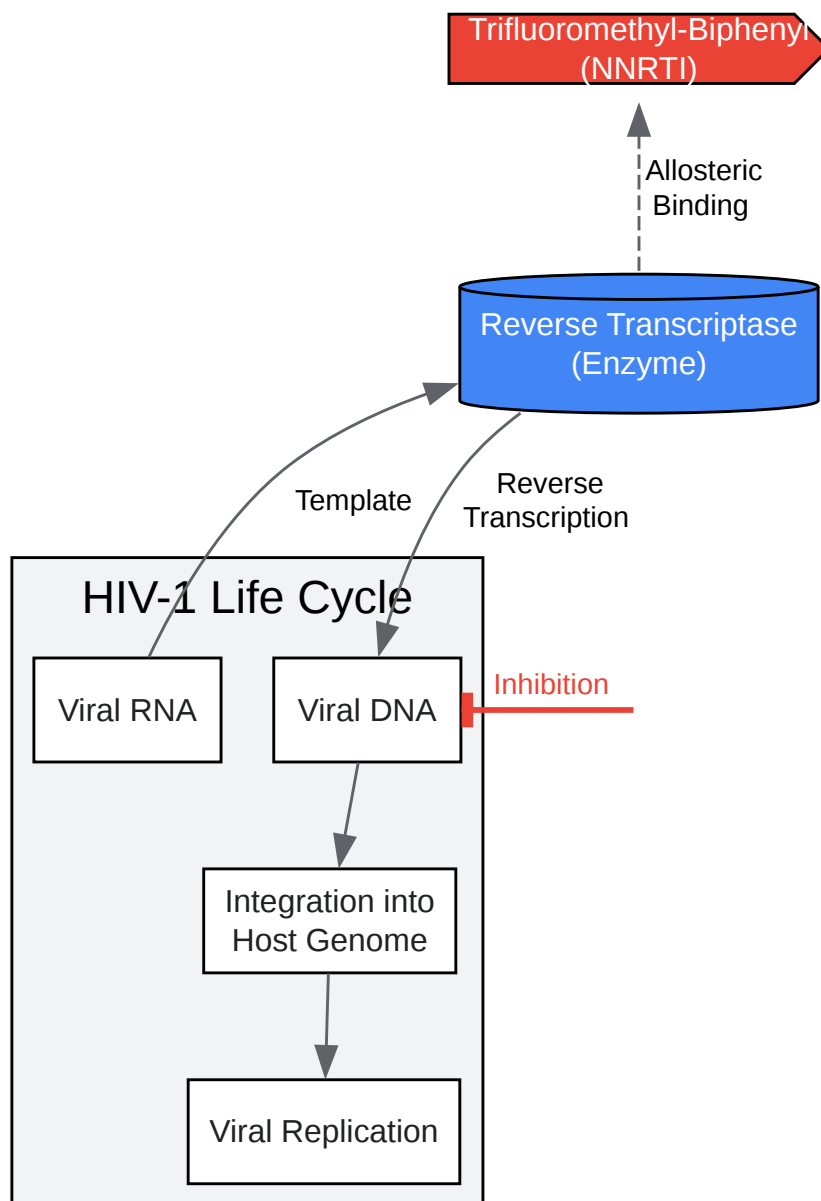 Trifluoromethyl-Biphenyl
(NNRTI)
Allosteric
Binding
Reverse Transcriptase
(Enzyme)
Template
Reverse
Transcription
HIV-1 Life Cycle
Viral RNA
Viral DNA
Inhibition
Integration into
Host Genome
Viral Replication